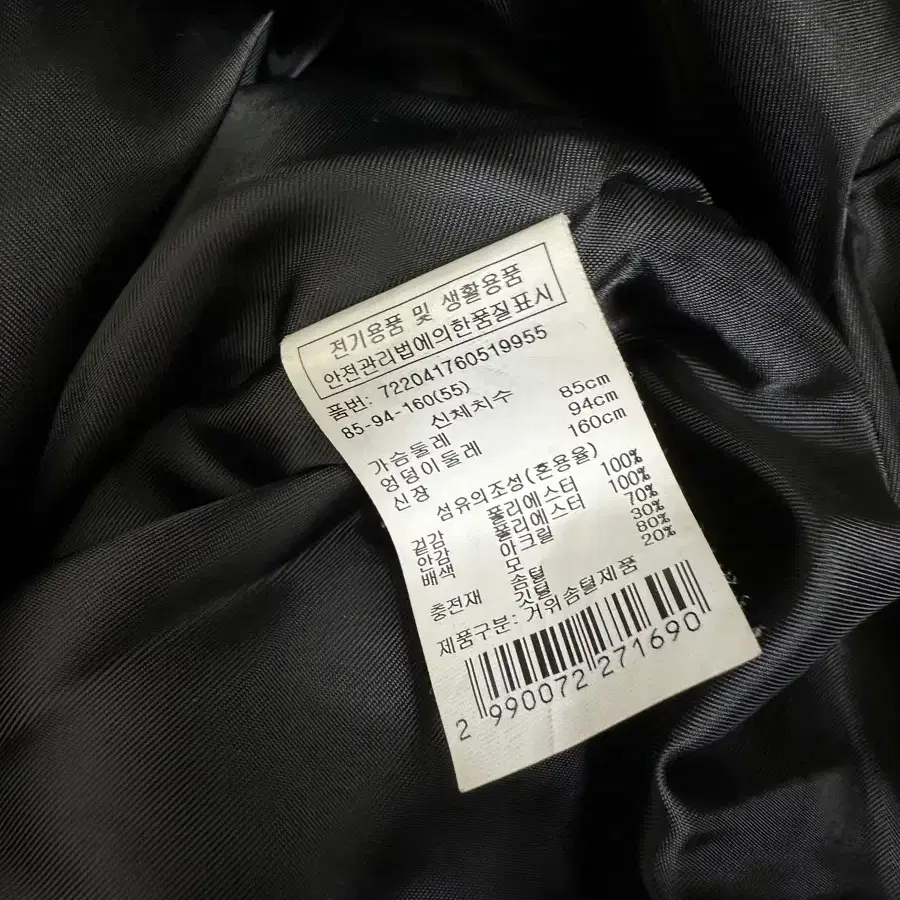 전기용품 및 생활용품
안전관리법에의한품질표시
품번: 722041760519955
85-94-160(55)
신체치수
가슴둘레 85cm
엉덩이둘레 94cm
신장 160cm
섬유의조성(혼용율)
겉감 폴리에스터 100%
안감 폴리에스터 100%
배색 아크릴 70%
모 30%
충전재 솜털 80%
깃털 20%
제품구분: 거위솜털제품
2 990072 271690